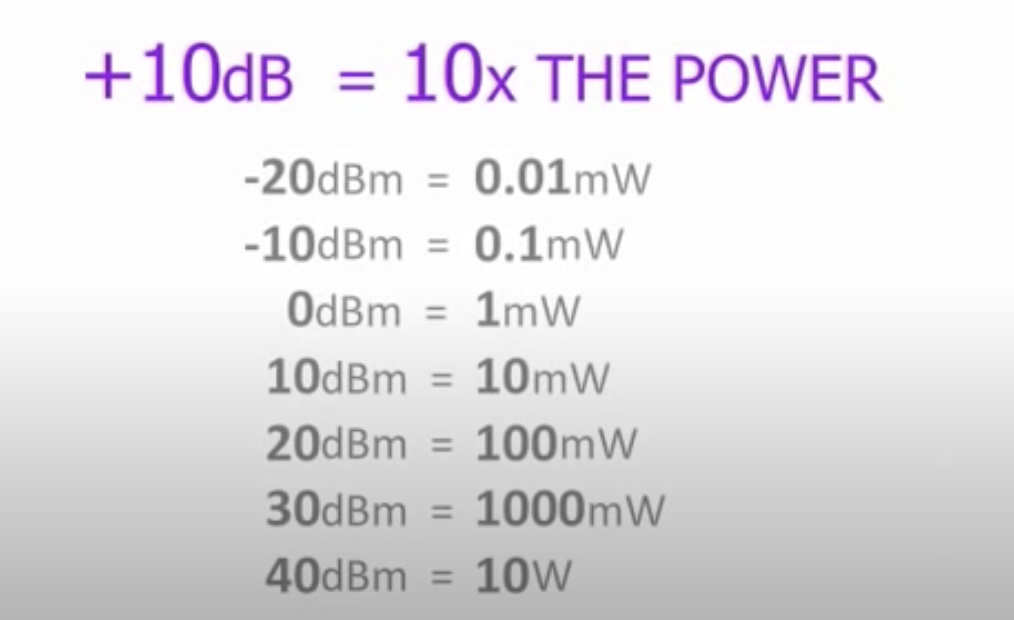 +10dB = 10x THE POWER
-20dBm = 0.01mW
-10dBm = 0.1mW
0dBm = 1mW
10dBm = 10mW
20dBm = 100mW
30dBm = 1000mW
40dBm = 10W